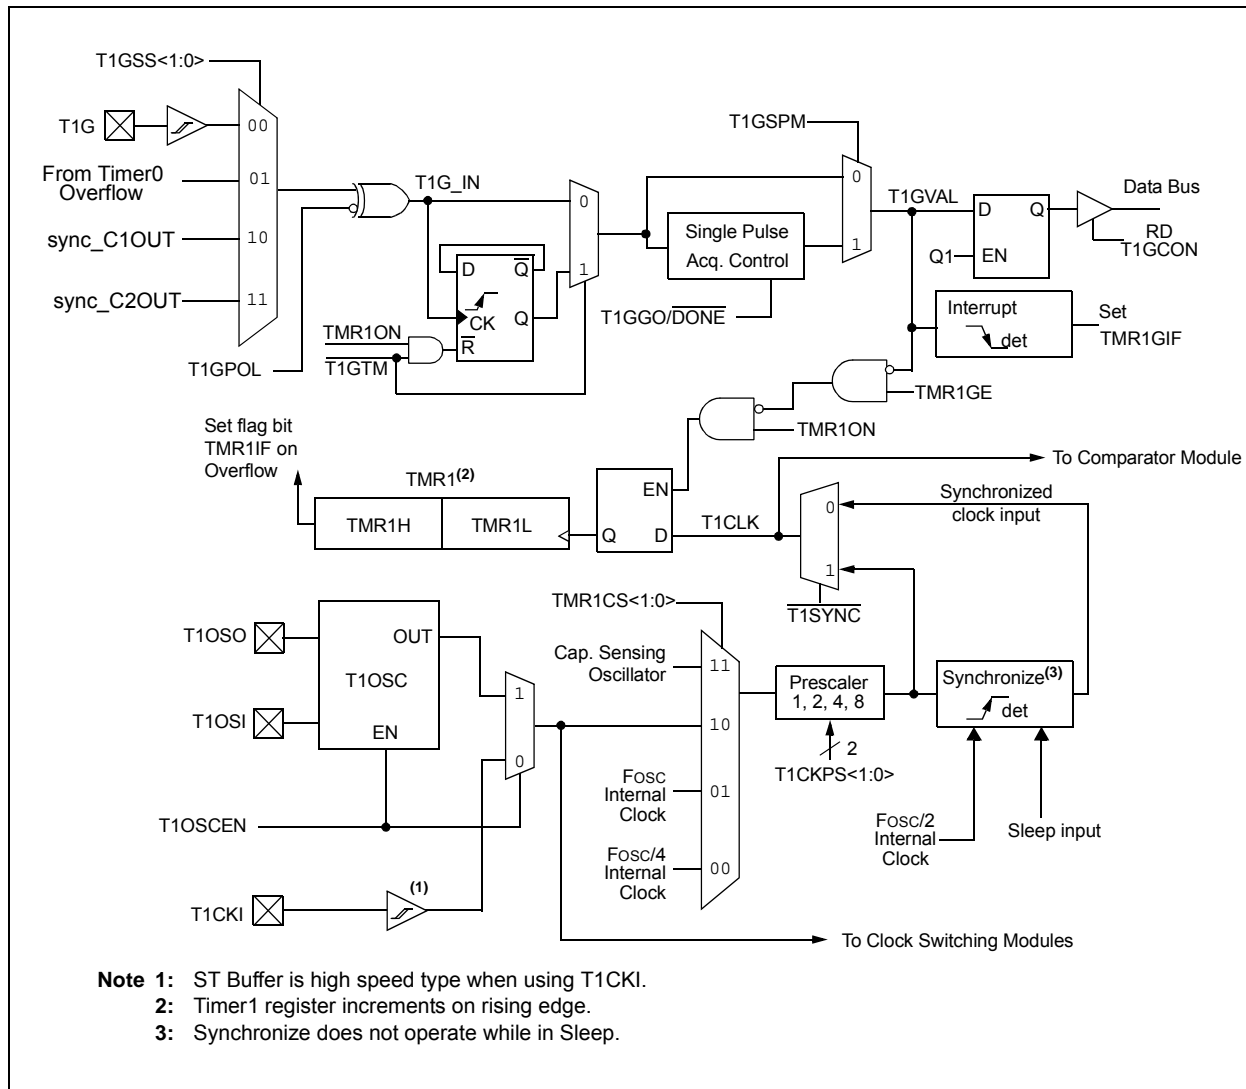 T1GSS<1:0>
T1G
00
From Timer0
Overflow
01
sync_C1OUT
10
sync_C2OUT
11
T1GPOL
T1G_IN
0
1
D
Q
CK
Q
R
TMR1ON
T1GTM
T1GSPM
0
1
Single Pulse
Acq. Control
T1GGO/DONE
T1GVAL
D
Q
Q1
EN
Data Bus
RD
T1GCON
Interrupt
det
Set
TMR1GIF
TMR1GE
TMR1ON
Set flag bit
TMR1IF on
Overflow
TMR1(2)
TMR1H
TMR1L
EN
Q
D
T1CLK
To Comparator Module
0
1
Synchronized
clock input
T1SYNC
TMR1CS<1:0>
T1OSO
OUT
T1OSC
T1OSI
EN
1
0
T1OSCEN
T1CKI
(1)
Cap. Sensing
Oscillator
11
10
FOSC
Internal
Clock
01
FOSC/4
Internal
Clock
00
Prescaler
1, 2, 4, 8
2
T1CKPS<1:0>
Synchronize(3)
det
FOSC/2
Internal
Clock
Sleep input
To Clock Switching Modules
Note 1: ST Buffer is high speed type when using T1CKI.
2: Timer1 register increments on rising edge.
3: Synchronize does not operate while in Sleep.